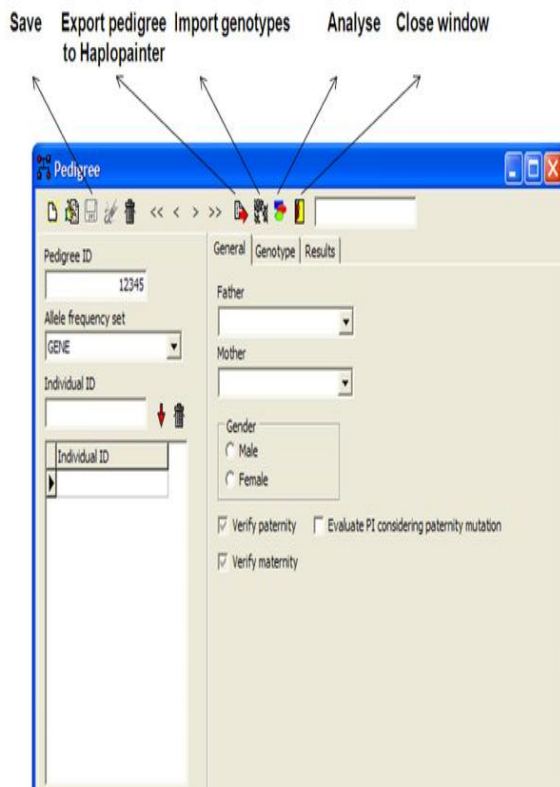 Save Export pedigree to Haplopainter Import genotypes Analyse Close window
Pedigree
<< < > >>
Pedigree ID
12345
Allele frequency set
GENE
Individual ID
Individual ID
General Genotype Results
Father
Mother
Gender
Male
Female
Verify paternity Evaluate PI considering paternity mutation
Verify maternity